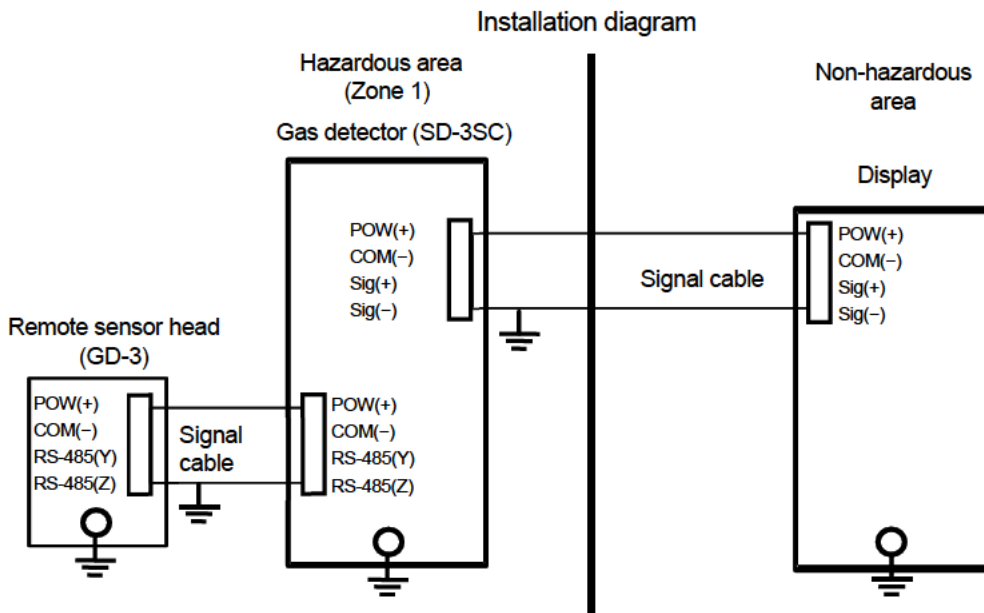 Installation diagram
Hazardous area
(Zone 1)
Non-hazardous
area
Gas detector (SD-3SC)
Display
POW(+)
COM(−)
Sig(+)
Sig(−)
Signal cable
POW(+)
COM(−)
Sig(+)
Sig(−)
Remote sensor head
(GD-3)
POW(+)
COM(−)
RS-485(Y)
RS-485(Z)
Signal
cable
POW(+)
COM(−)
RS-485(Y)
RS-485(Z)